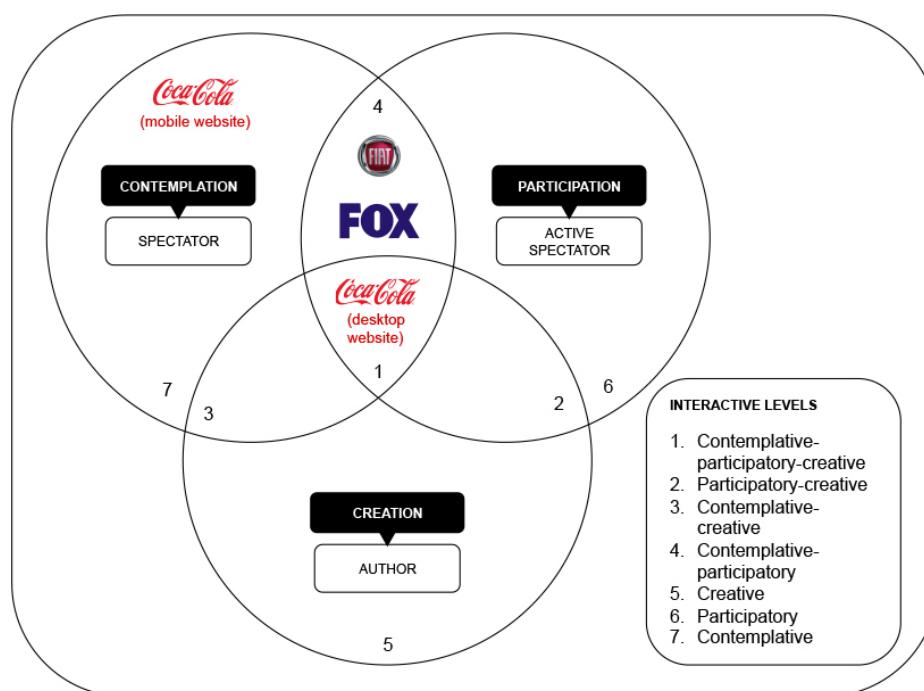 Coca-Cola
(mobile website)
4
FIAT
CONTEMPLATION
SPECTATOR
FOX
PARTICIPATION
ACTIVE
SPECTATOR
Coca-Cola
(desktop
website)
1
7
3
2
6
CREATION
AUTHOR
5
INTERACTIVE LEVELS
1. Contemplative-
participatory-creative
2. Participatory-creative
3. Contemplative-
creative
4. Contemplative-
participatory
5. Creative
6. Participatory
7. Contemplative